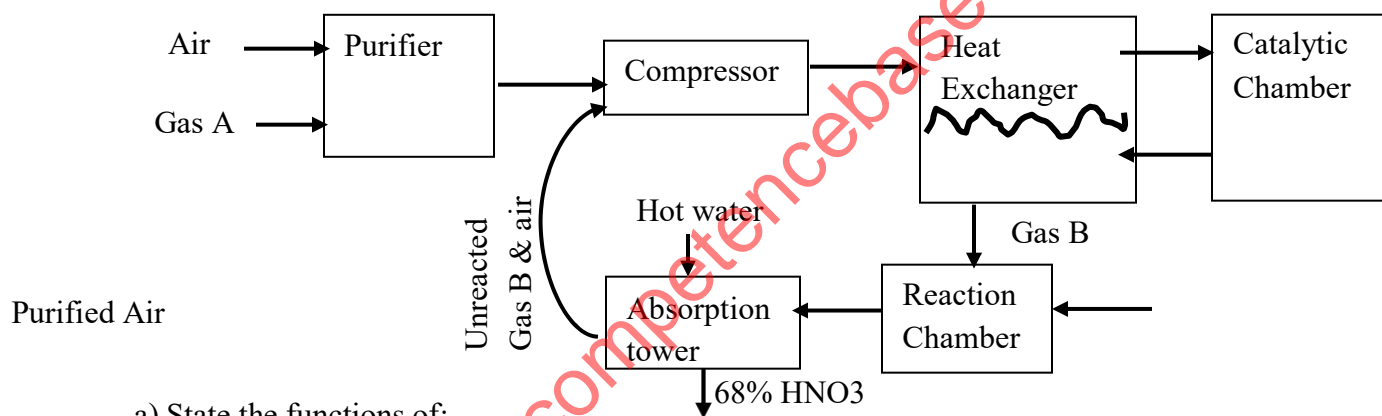 Air
Purifier
Gas A
Compressor
Heat
Exchanger
Catalytic
Chamber
Unreacted
Gas B & air
Hot water
Gas B
Purified Air
Absorption
tower
Reaction
Chamber
68% HNO3
a) State the functions of:
competencebase